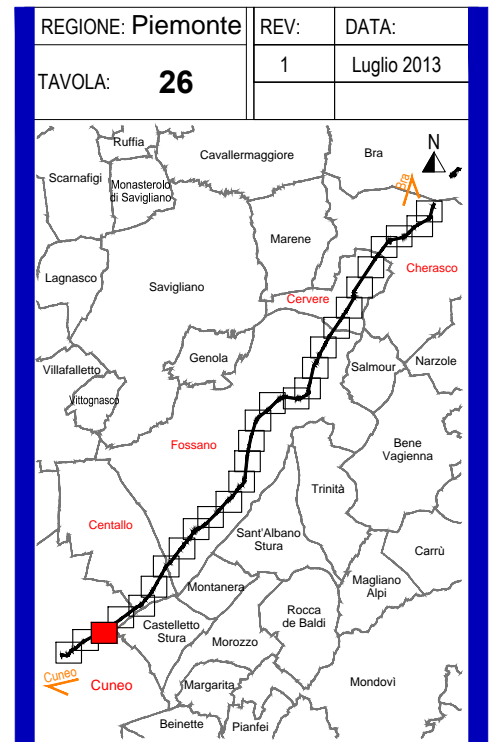 REGIONE: Piemonte
REV:
DATA:
TAVOLA: 26
1
Luglio 2013
Ruffia
Cavallermaggiore
Bra
N
Scarnafigi
Monasterolo
di Savigliano
Bra
Marene
Cherasco
Lagnasco
Savigliano
Cervere
Genola
Villafalletto
Salmour
Narzole
Vittognasco
Fossano
Bene
Vagienna
Trinità
Centallo
Sant'Albano
Stura
Carrù
Montanera
Magliano
Alpi
Rocca
de Baldi
Castelletto
Stura
Morozzo
Cuneo
Cuneo
Margarita
Mondovì
Beinette
Pianfei